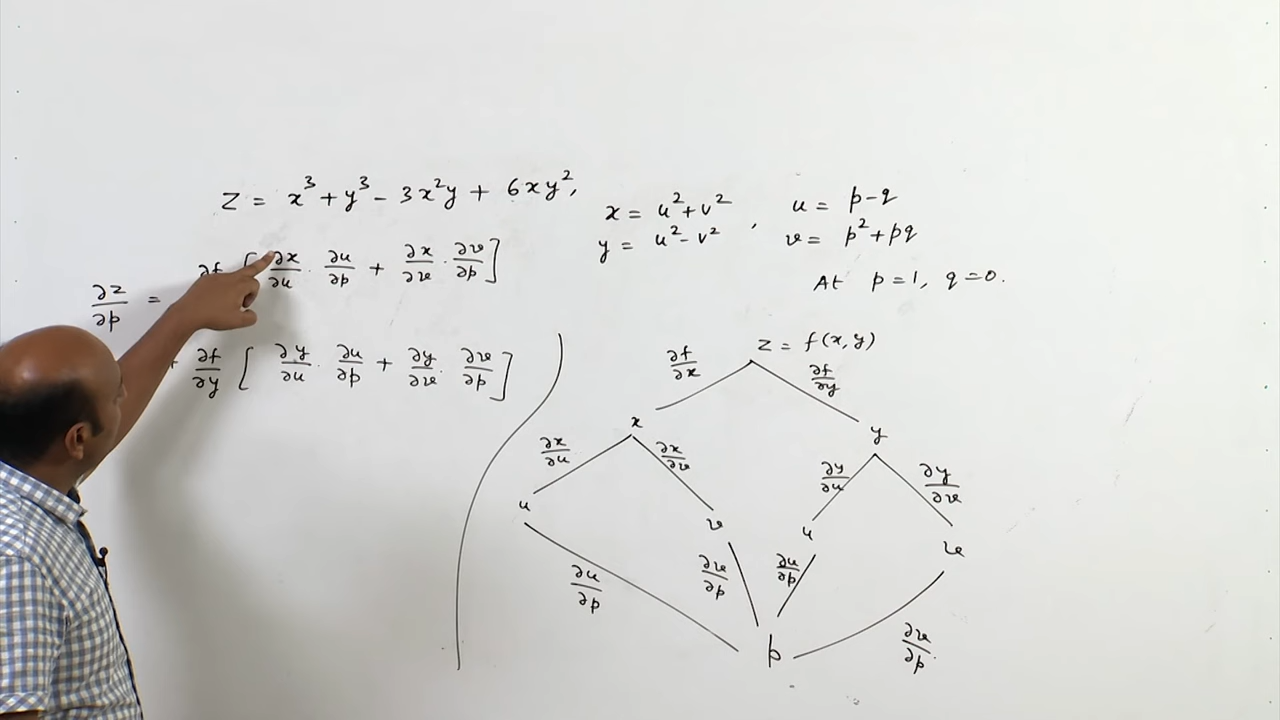 z = x³ + y³ - 3x²y + 6xy²,
x = u² + v² , u = p - q
y = u² - v² v = p² + pq
At p = 1, q = 0.
∂z/∂p = [∂x/∂u · ∂u/∂p + ∂x/∂v · ∂v/∂p]
+ ∂f/∂y [∂y/∂u · ∂u/∂p + ∂y/∂v · ∂v/∂p]
z = f(x, y)
∂f/∂x ∂f/∂y
x y
∂x/∂u ∂x/∂v ∂y/∂u ∂y/∂v
u v u v
∂u/∂p ∂v/∂p ∂u/∂p ∂v/∂p
p